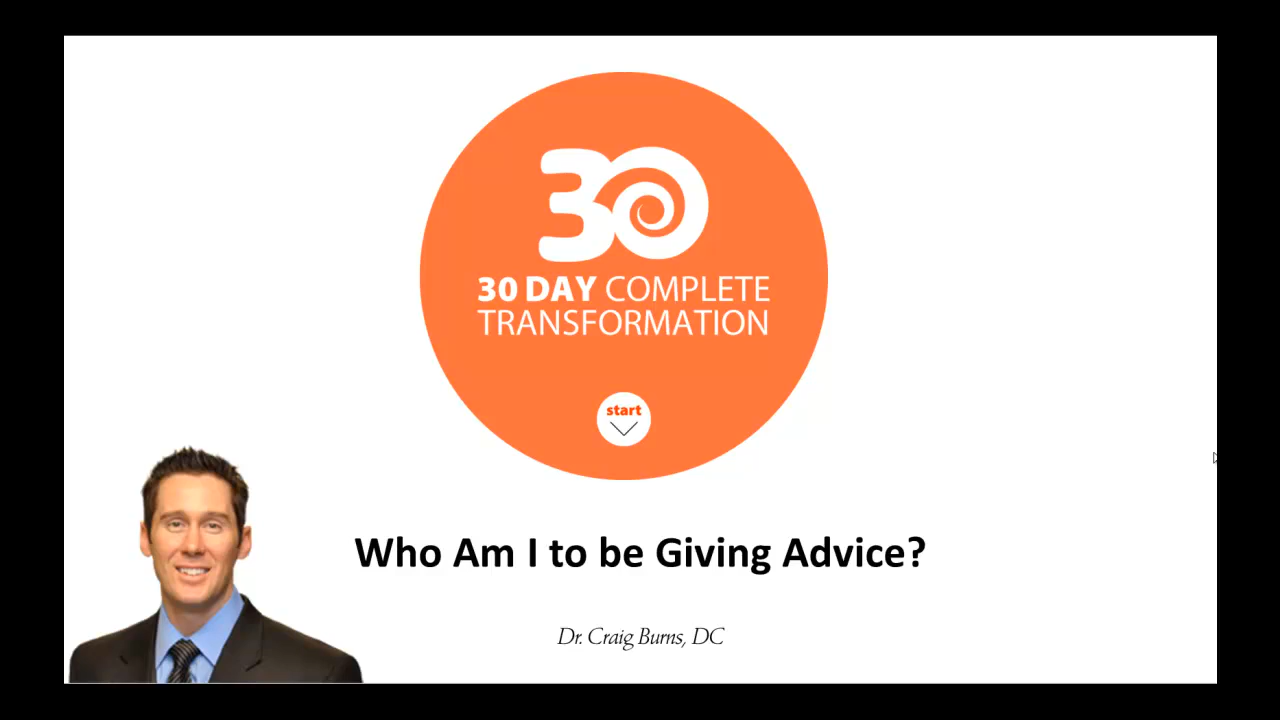 30
30 DAY COMPLETE
TRANSFORMATION
start
Who Am I to be Giving Advice?
Dr. Craig Burns, DC